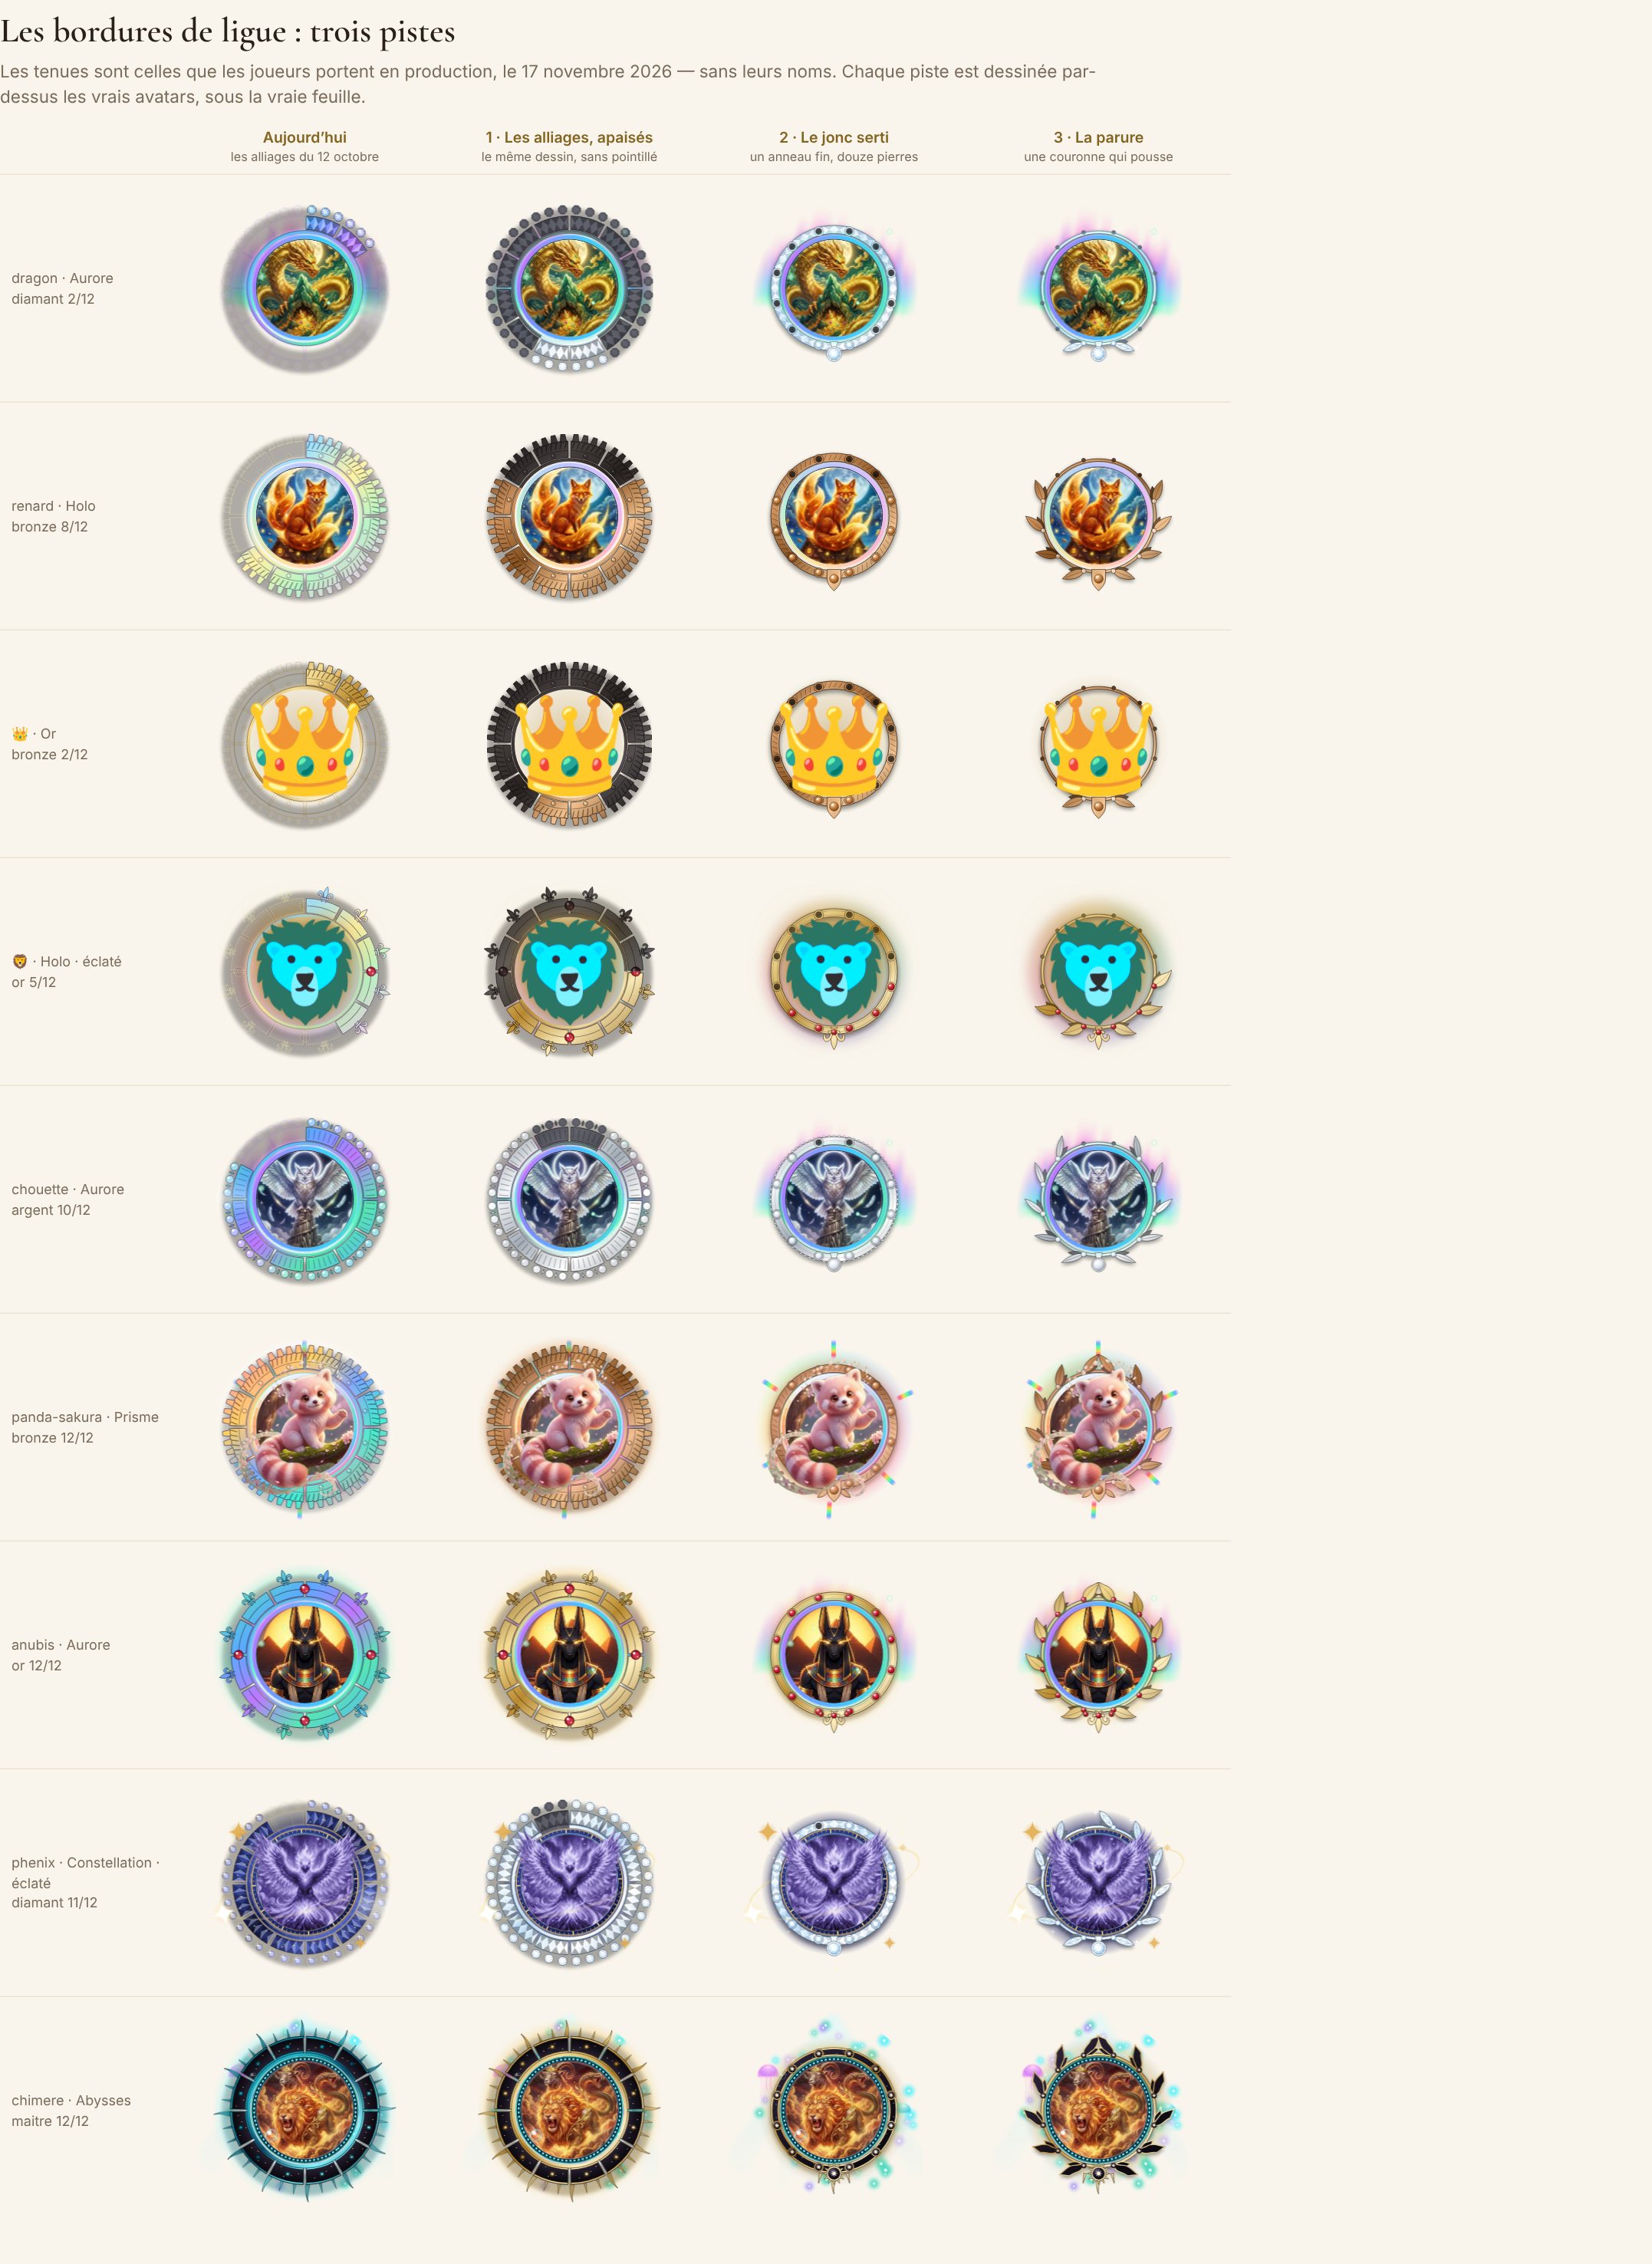 Les bordures de ligue : trois pistes
Les tenues sont celles que les joueurs portent en production, le 17 novembre 2026 — sans leurs noms. Chaque piste est dessinée par-
dessus les vrais avatars, sous la vraie feuille.
Aujourd’hui
les alliages du 12 octobre
1 · Les alliages, apaisés
le même dessin, sans pointillé
2 · Le jonc serti
un anneau fin, douze pierres
3 · La parure
une couronne qui pousse
dragon · Aurore
diamant 2/12
renard · Holo
bronze 8/12
👑 · Or
bronze 2/12
🦁 · Holo · éclaté
or 5/12
chouette · Aurore
argent 10/12
panda-sakura · Prisme
bronze 12/12
anubis · Aurore
or 12/12
phenix · Constellation ·
éclaté
diamant 11/12
chimere · Abysses
maitre 12/12